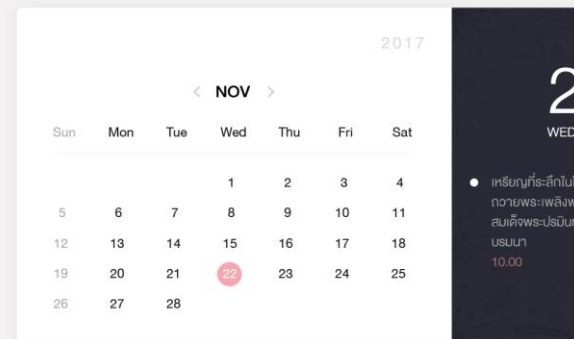 2017
< NOV >
Sun Mon Tue Wed Thu Fri Sat
1 2 3 4
5 6 7 8 9 10 11
12 13 14 15 16 17 18
19 20 21 22 23 24 25
26 27 28
2
WED
เหรียญที่ระลึกใน
ถวายพระเพลิง
สมเด็จพระปรมิน
บรมนา
10.00